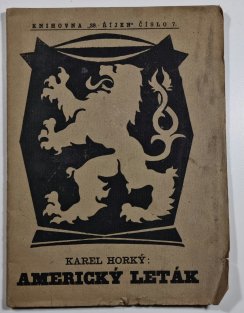 KNIHOVNA „28. ŘÍJEN“ ČÍSLO 7.
KAREL HORKÝ:
AMERICKÝ LETÁK